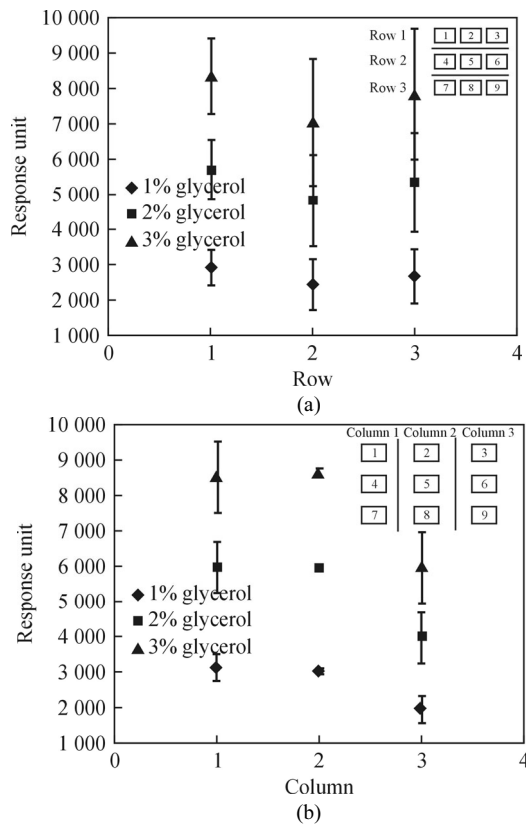 10 000
9 000
8 000
7 000
6 000
5 000
4 000
3 000
2 000
1 000
Response unit
Row 1 1 2 3
Row 2 4 5 6
Row 3 7 8 9
1% glycerol
2% glycerol
3% glycerol
0 1 2 3 4
Row
(a)
10 000
9 000
8 000
7 000
6 000
5 000
4 000
3 000
2 000
1 000
Response unit
Column 1 Column 2 Column 3
1 2 3
4 5 6
7 8 9
1% glycerol
2% glycerol
3% glycerol
0 1 2 3 4
Column
(b)